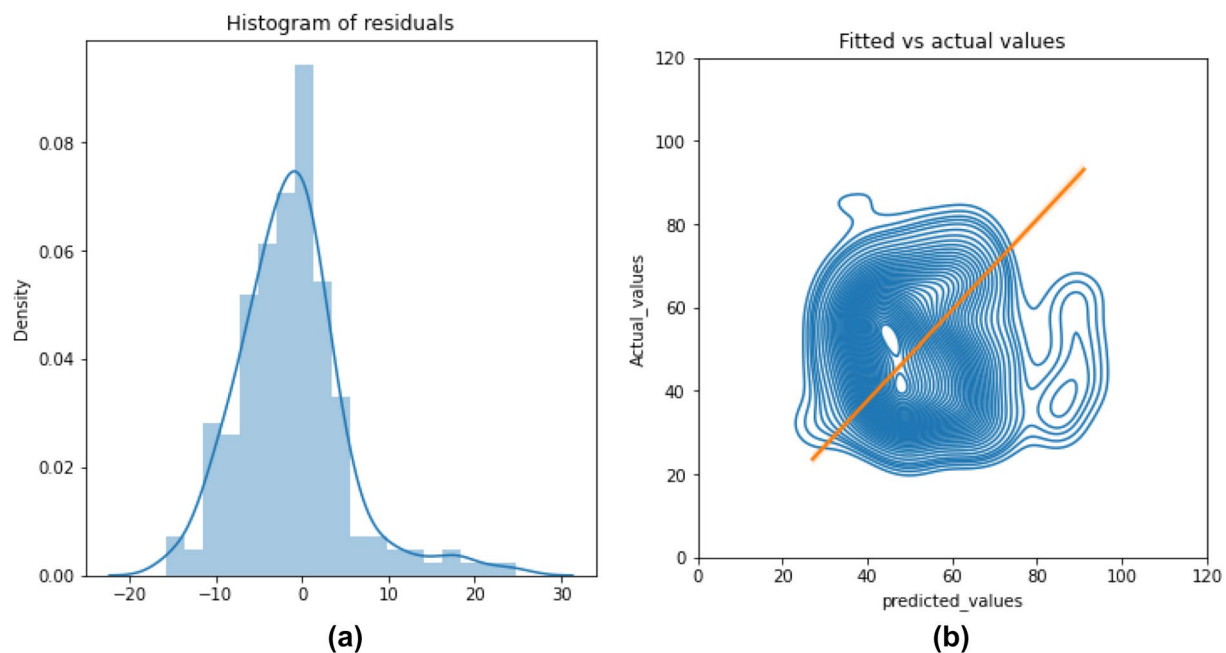 Histogram of residuals
Density
0.08
0.06
0.04
0.02
0.00
−20 −10 0 10 20 30
(a)
Fitted vs actual values
Actual_values
120
100
80
60
40
20
0
0 20 40 60 80 100 120
predicted_values
(b)